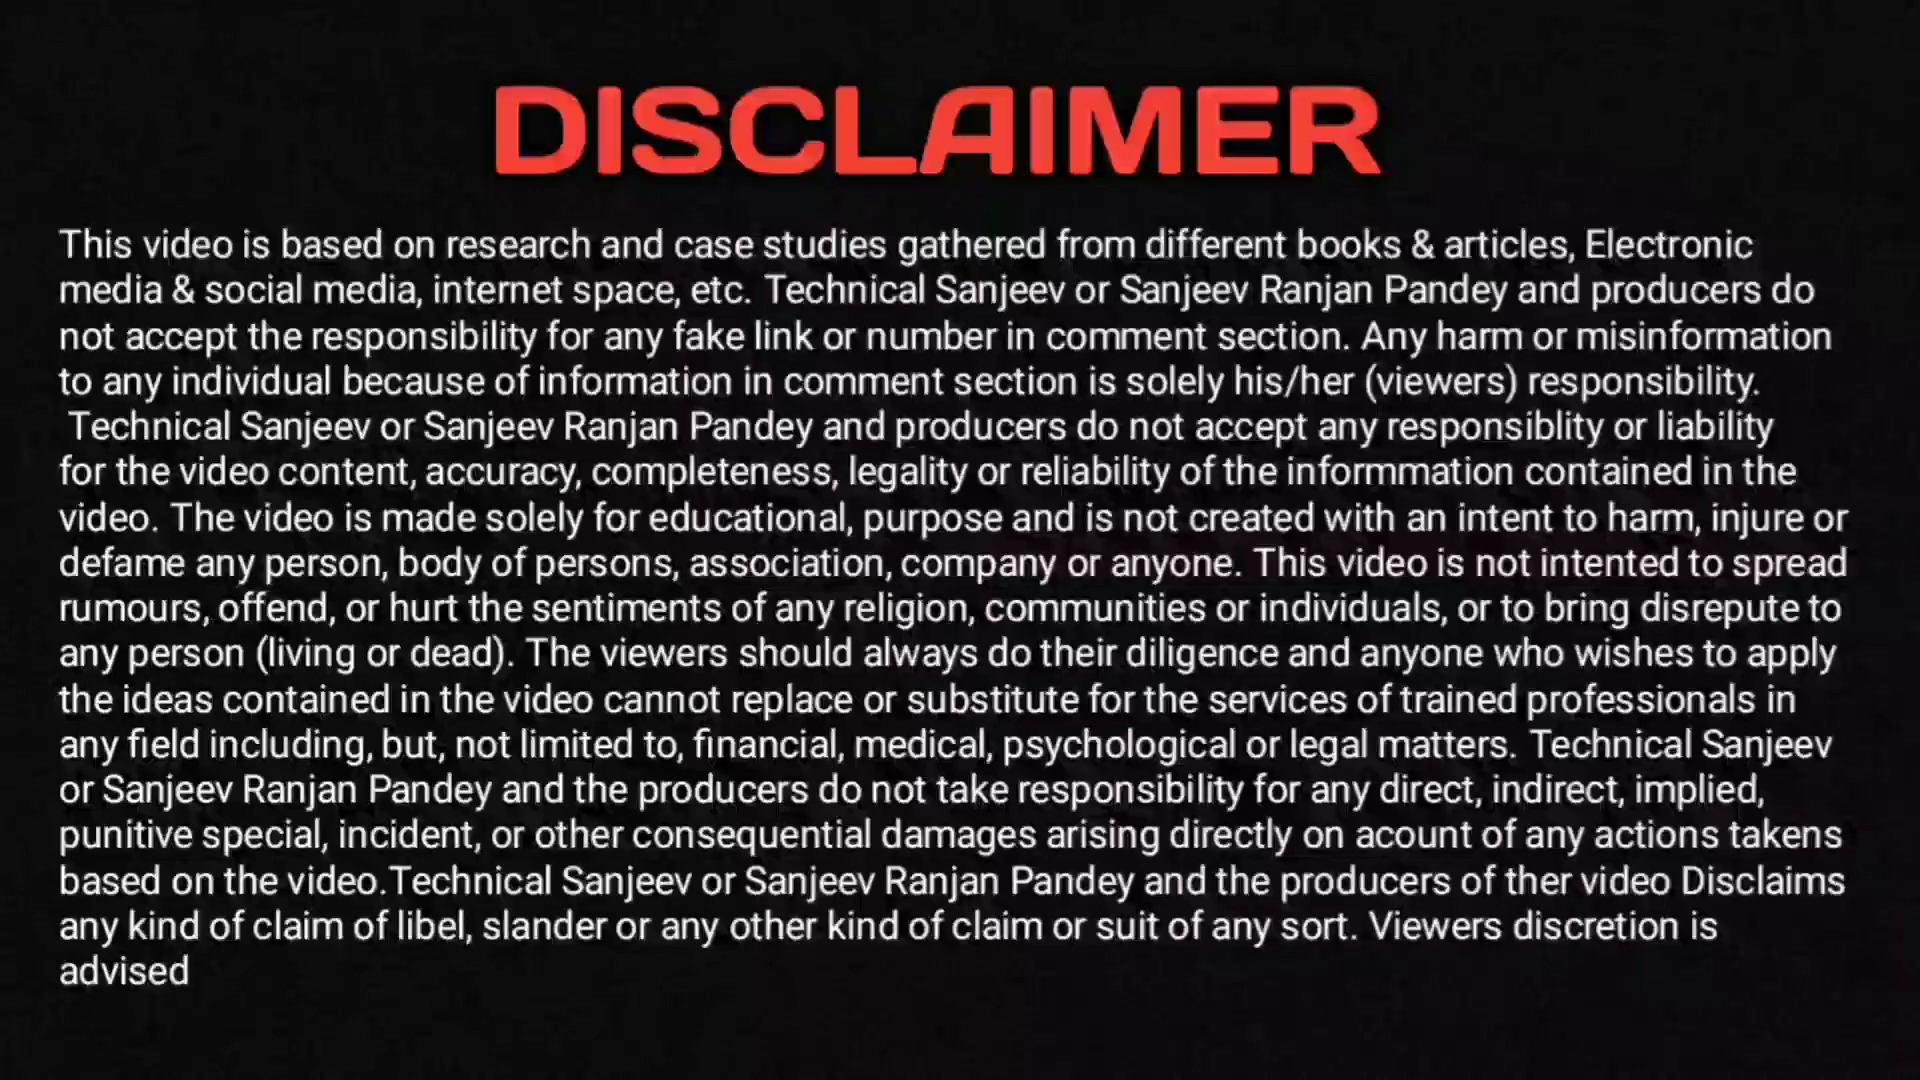 DISCLAIMER
This video is based on research and case studies gathered from different books & articles, Electronic
media & social media, internet space, etc. Technical Sanjeev or Sanjeev Ranjan Pandey and producers do
not accept the responsibility for any fake link or number in comment section. Any harm or misinformation
to any individual because of information in comment section is solely his/her (viewers) responsibility.
Technical Sanjeev or Sanjeev Ranjan Pandey and producers do not accept any responsiblity or liability
for the video content, accuracy, completeness, legality or reliability of the informmation contained in the
video. The video is made solely for educational, purpose and is not created with an intent to harm, injure or
defame any person, body of persons, association, company or anyone. This video is not intented to spread
rumours, offend, or hurt the sentiments of any religion, communities or individuals, or to bring disrepute to
any person (living or dead). The viewers should always do their diligence and anyone who wishes to apply
the ideas contained in the video cannot replace or substitute for the services of trained professionals in
any field including, but, not limited to, financial, medical, psychological or legal matters. Technical Sanjeev
or Sanjeev Ranjan Pandey and the producers do not take responsibility for any direct, indirect, implied,
punitive special, incident, or other consequential damages arising directly on acount of any actions takens
based on the video.Technical Sanjeev or Sanjeev Ranjan Pandey and the producers of ther video Disclaims
any kind of claim of libel, slander or any other kind of claim or suit of any sort. Viewers discretion is
advised